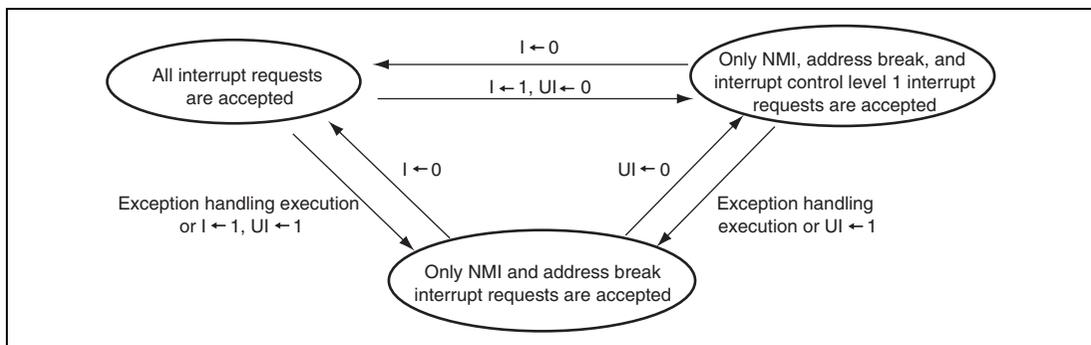 I ← 0
All interrupt requests
are accepted
Only NMI, address break, and
interrupt control level 1 interrupt
requests are accepted
I ← 1, UI ← 0
I ← 0
UI ← 0
Exception handling execution
or I ← 1, UI ← 1
Exception handling
execution or UI ← 1
Only NMI and address break
interrupt requests are accepted